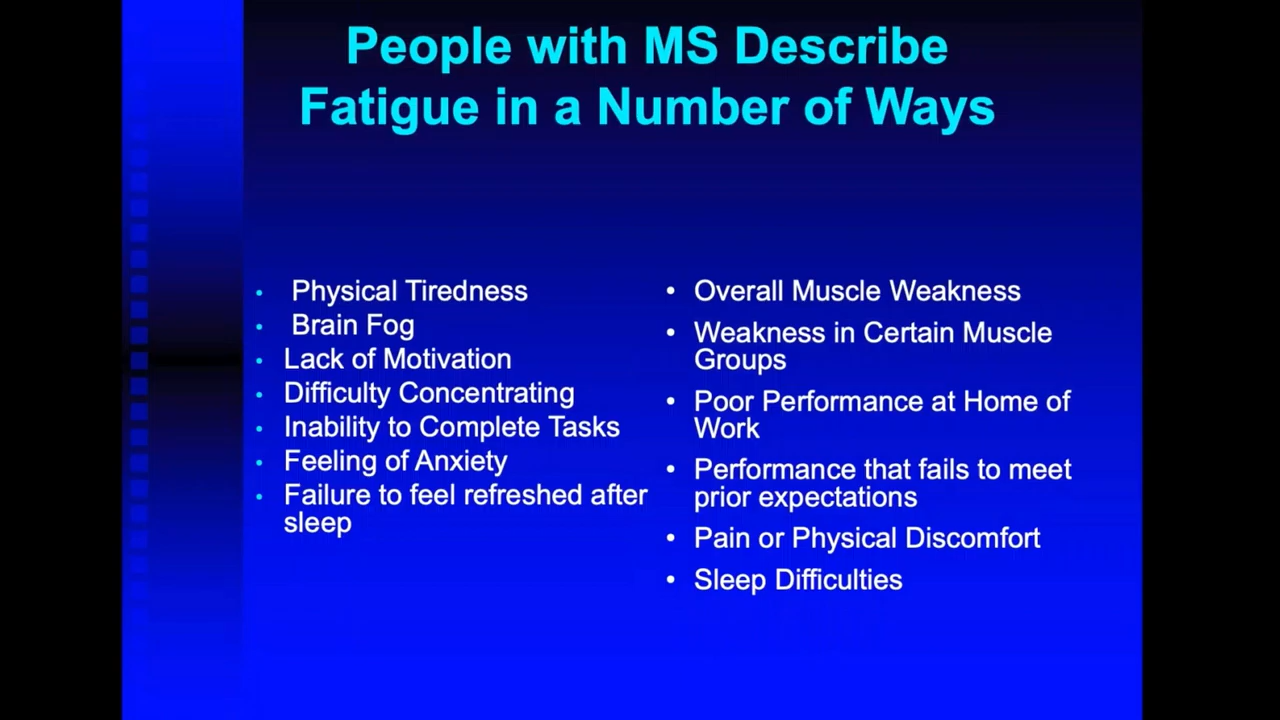 People with MS Describe
Fatigue in a Number of Ways
• Physical Tiredness
• Brain Fog
• Lack of Motivation
• Difficulty Concentrating
• Inability to Complete Tasks
• Feeling of Anxiety
• Failure to feel refreshed after
sleep
• Overall Muscle Weakness
• Weakness in Certain Muscle
Groups
• Poor Performance at Home of
Work
• Performance that fails to meet
prior expectations
• Pain or Physical Discomfort
• Sleep Difficulties